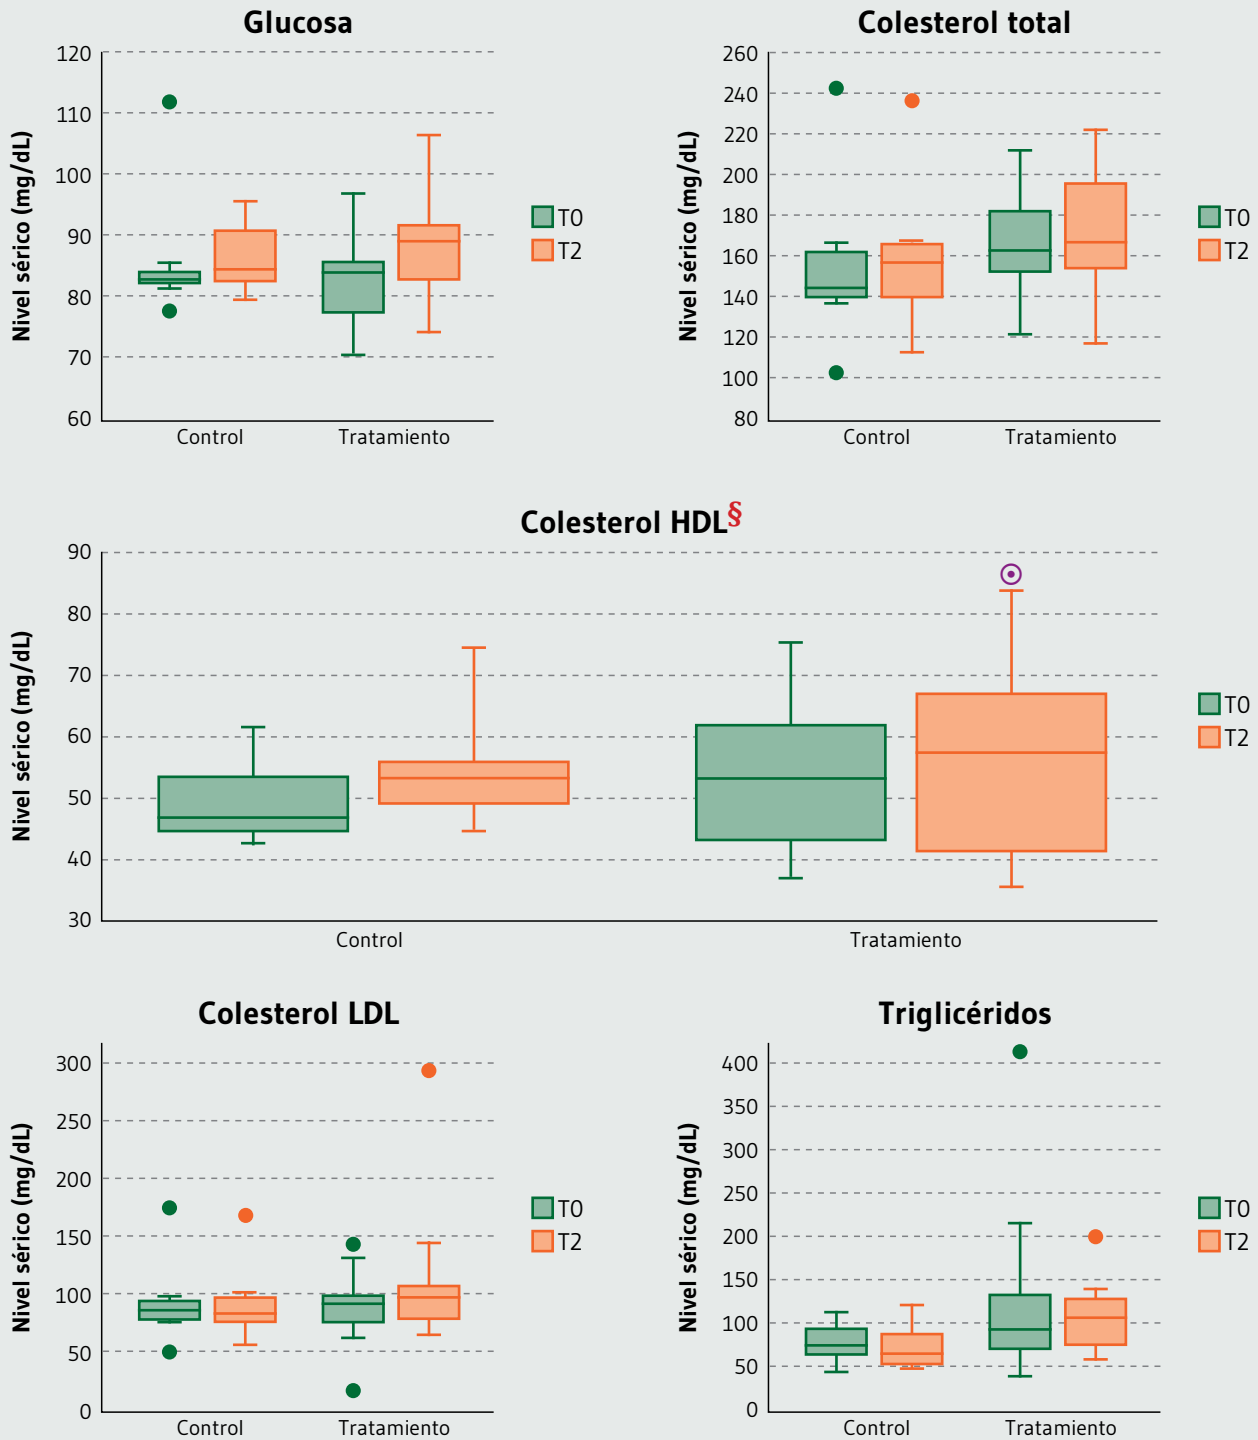 Glucosa
120
110
100
90
80
70
60
Nivel sérico (mg/dL)
Control
Tratamiento
T0
T2
Colesterol total
260
240
220
200
180
160
140
120
100
80
Nivel sérico (mg/dL)
Control
Tratamiento
T0
T2
Colesterol HDL§
90
80
70
60
50
40
30
Nivel sérico (mg/dL)
Control
Tratamiento
T0
T2
Colesterol LDL
300
250
200
150
100
50
0
Nivel sérico (mg/dL)
Control
Tratamiento
T0
T2
Triglicéridos
400
350
300
250
200
150
100
50
0
Nivel sérico (mg/dL)
Control
Tratamiento
T0
T2